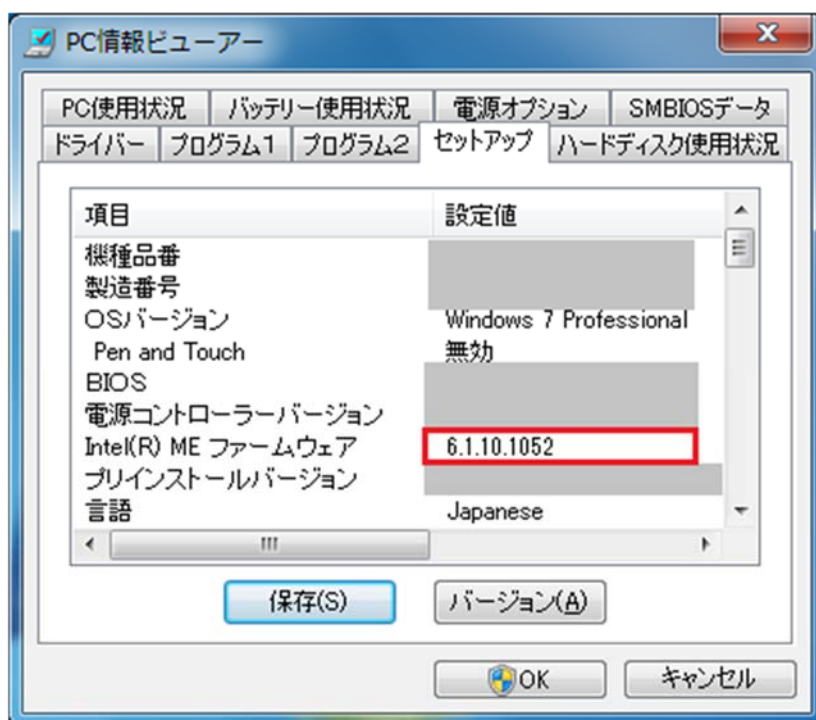 PC情報ビューアー
PC使用状況 バッテリー使用状況 電源オプション SMBIOSデータ
ドライバー プログラム1 プログラム2 セットアップ ハードディスク使用状況
項目 設定値
機種品番
製造番号
OSバージョン Windows 7 Professional
Pen and Touch 無効
BIOS
電源コントローラーバージョン
Intel(R) ME ファームウェア 6.1.10.1052
プリインストールバージョン
言語 Japanese
保存(S) バージョン(A)
OK キャンセル